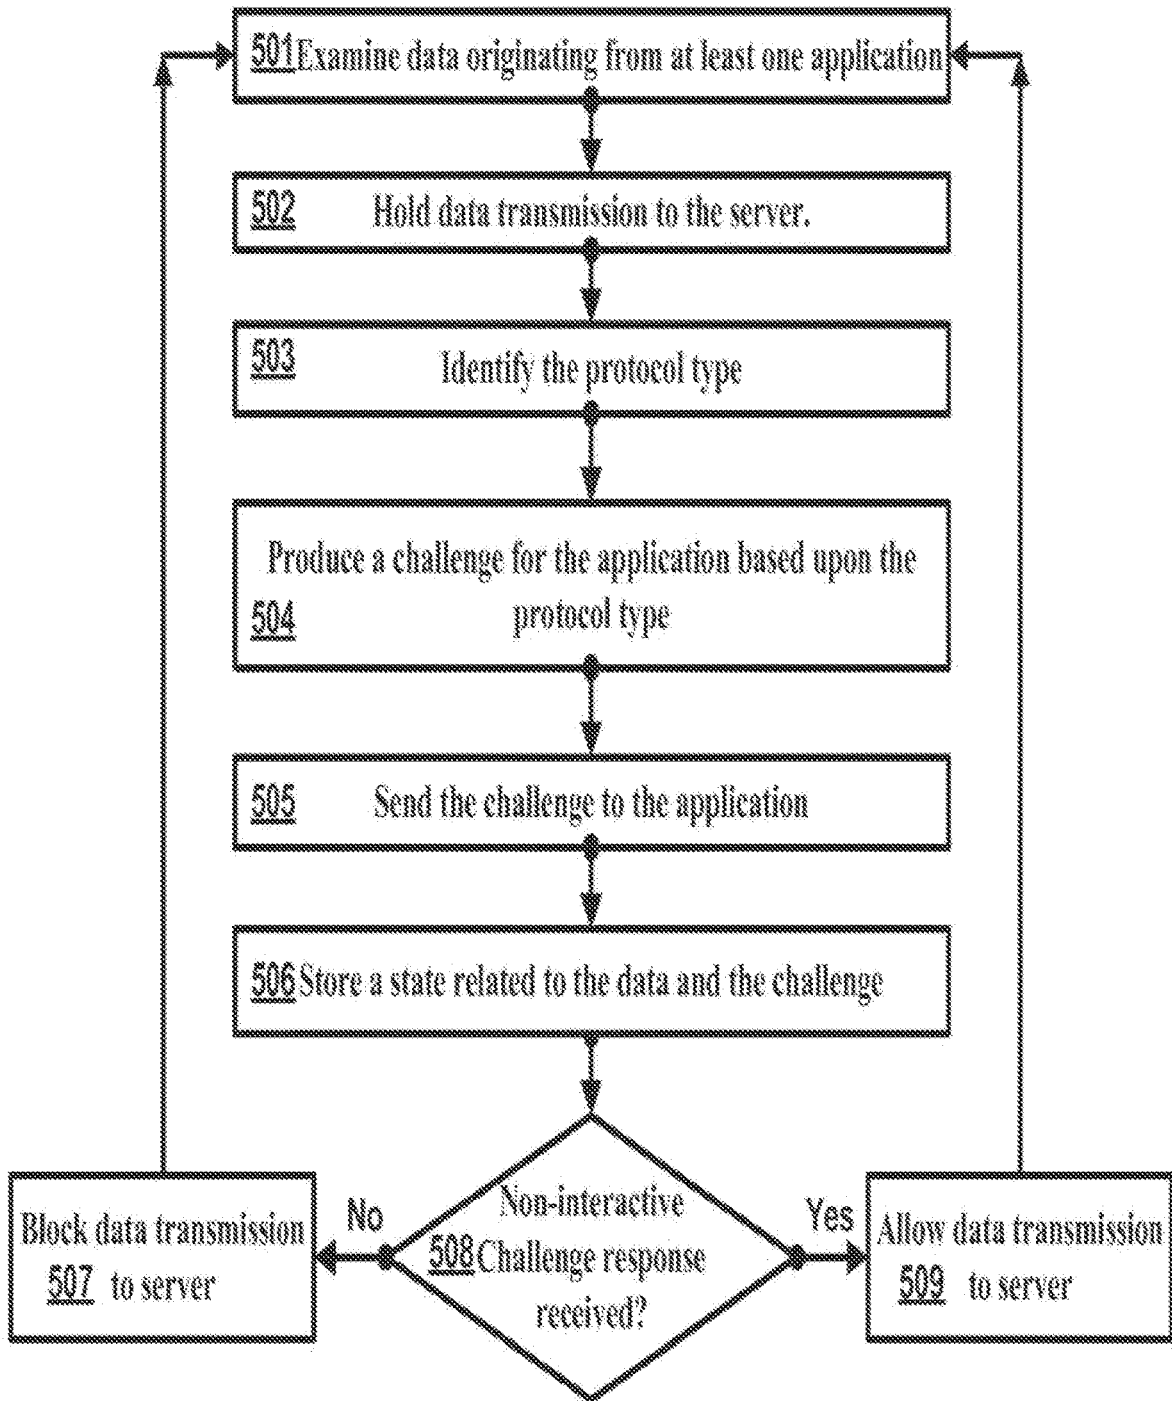 501 Examine data originating from at least one application
502 Hold data transmission to the server.
503 Identify the protocol type
Produce a challenge for the application based upon the
504 protocol type
505 Send the challenge to the application
506 Store a state related to the data and the challenge
Non-interactive
508 Challenge response
received?
No
Block data transmission
507 to server
Yes
Allow data transmission
509 to server